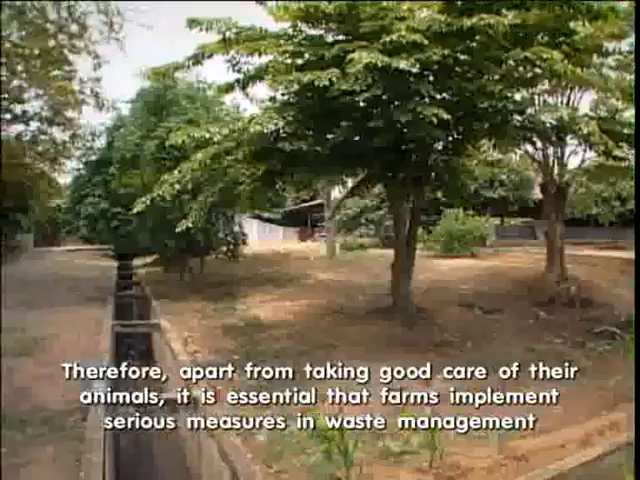 Therefore, apart from taking good care of their
animals, it is essential that farms implement
serious measures in waste management